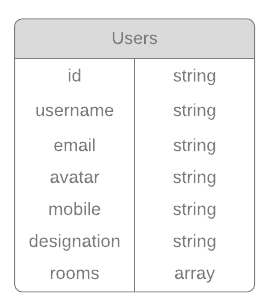 Users
id string
username string
email string
avatar string
mobile string
designation string
rooms array